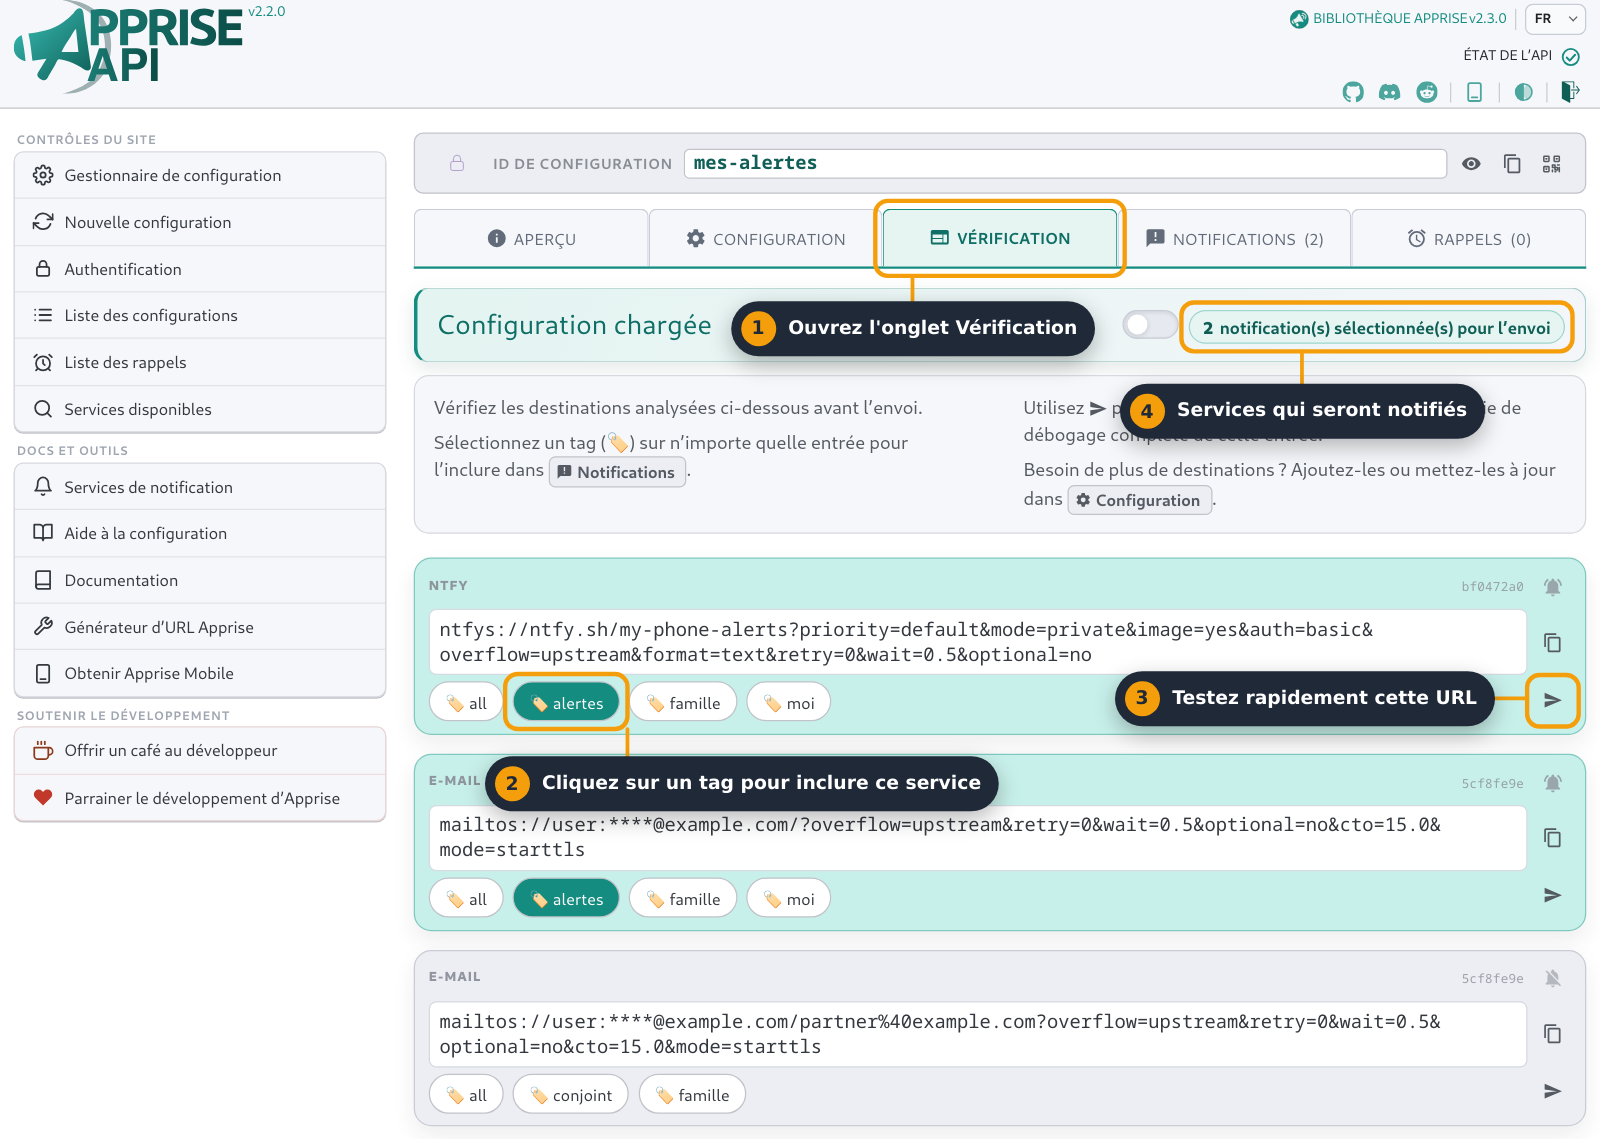 APPRISE API v2.2.0
BIBLIOTHÈQUE APPRISE v2.3.0
FR
ÉTAT DE L’API
CONTRÔLES DU SITE
Gestionnaire de configuration
Nouvelle configuration
Authentification
Liste des configurations
Liste des rappels
Services disponibles
DOCS ET OUTILS
Services de notification
Aide à la configuration
Documentation
Générateur d’URL Apprise
Obtenir Apprise Mobile
SOUTENIR LE DÉVELOPPEMENT
Offrir un café au développeur
Parrainer le développement d’Apprise
ID DE CONFIGURATION mes-alertes
APERÇU CONFIGURATION VÉRIFICATION NOTIFICATIONS (2) RAPPELS (0)
Configuration chargée
1 Ouvrez l'onglet Vérification
2 notification(s) sélectionnée(s) pour l’envoi
4 Services qui seront notifiés
Vérifiez les destinations analysées ci-dessous avant l’envoi.
Sélectionnez un tag (🏷️) sur n’importe quelle entrée pour
l’inclure dans Notifications.
Utilisez de
débogage cette entrée.
Besoin de plus de destinations ? Ajoutez-les ou mettez-les à jour
dans Configuration.
NTFY bf0472a0
ntfys://ntfy.sh/my-phone-alerts?priority=default&mode=private&image=yes&auth=basic&
overflow=upstream&format=text&retry=0&wait=0.5&optional=no
all alertes famille moi
3 Testez rapidement cette URL
2 Cliquez sur un tag pour inclure ce service
E-MAIL 5cf8fe9e
mailtos://user:****@example.com/?overflow=upstream&retry=0&wait=0.5&optional=no&cto=15.0&
mode=starttls
all alertes famille moi
E-MAIL 5cf8fe9e
mailtos://user:****@example.com/partner%40example.com?overflow=upstream&retry=0&wait=0.5&
optional=no&cto=15.0&mode=starttls
all conjoint famille